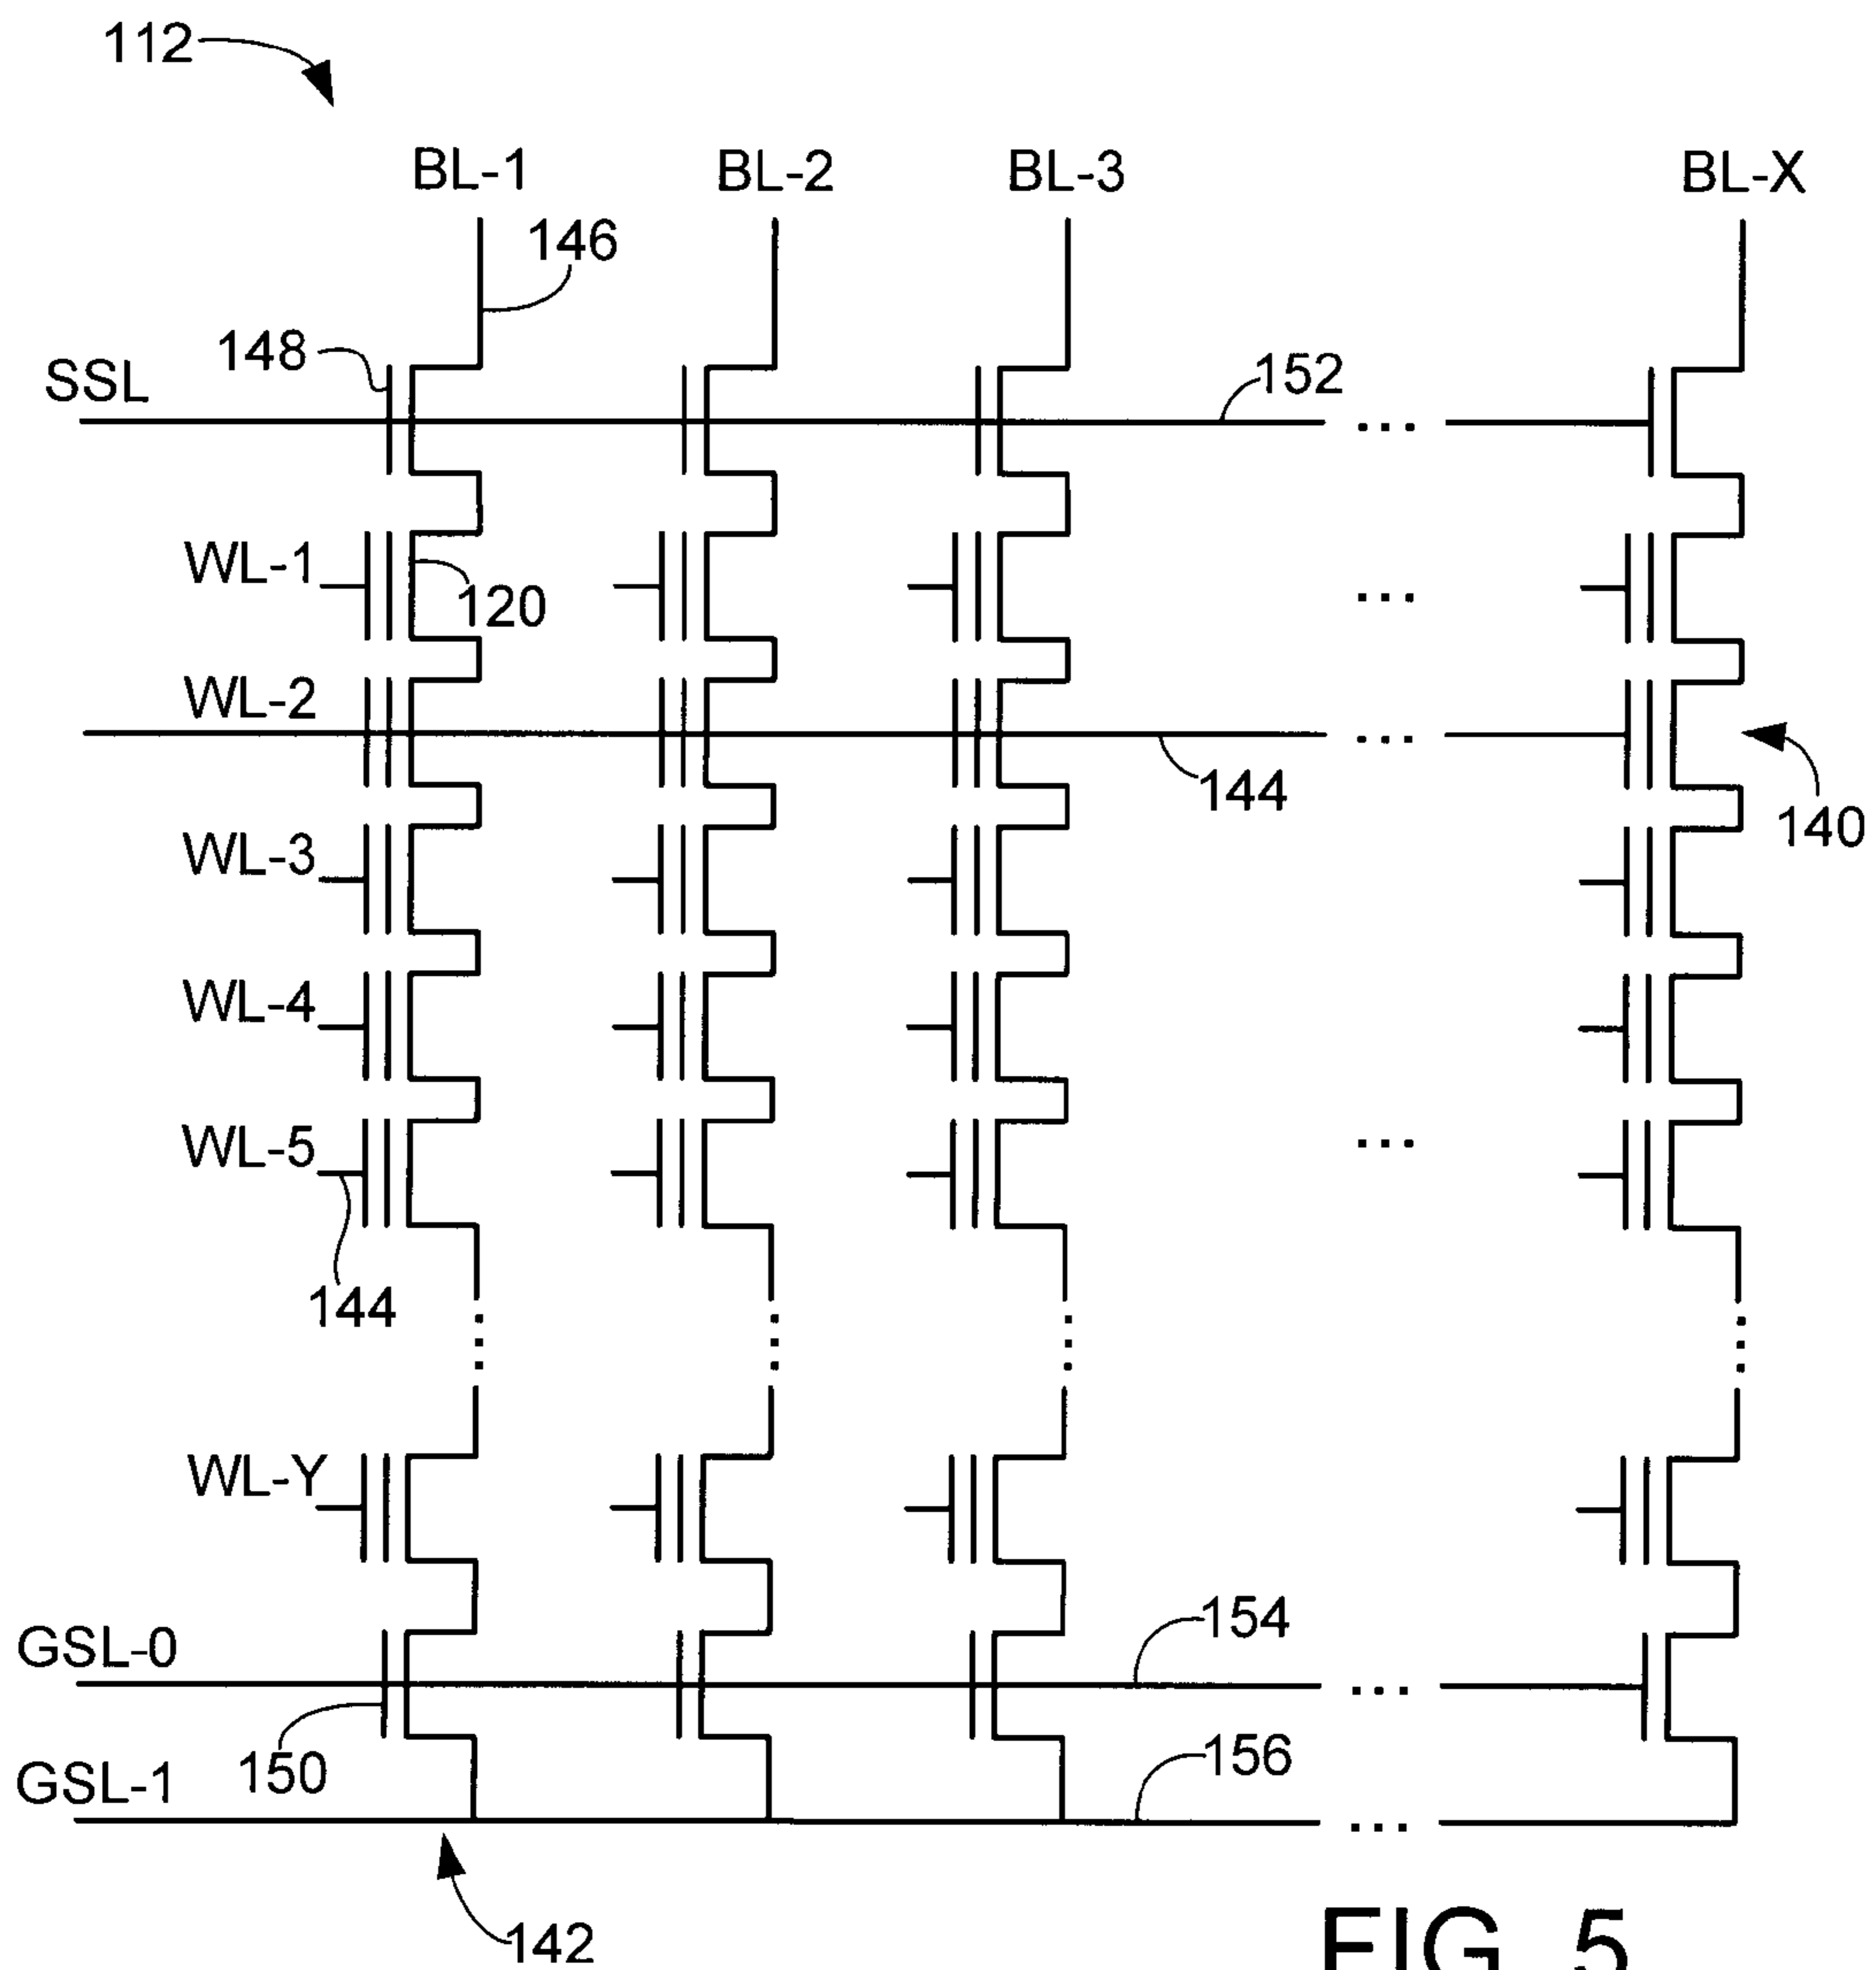 112
BL-1 BL-2 BL-3 BL-X
146
148
SSL
152
...
WL-1
120
...
WL-2
...
144
140
WL-3
WL-4
WL-5
...
144
WL-Y
154
GSL-0
...
150
156
GSL-1
...
142
FIG. 5